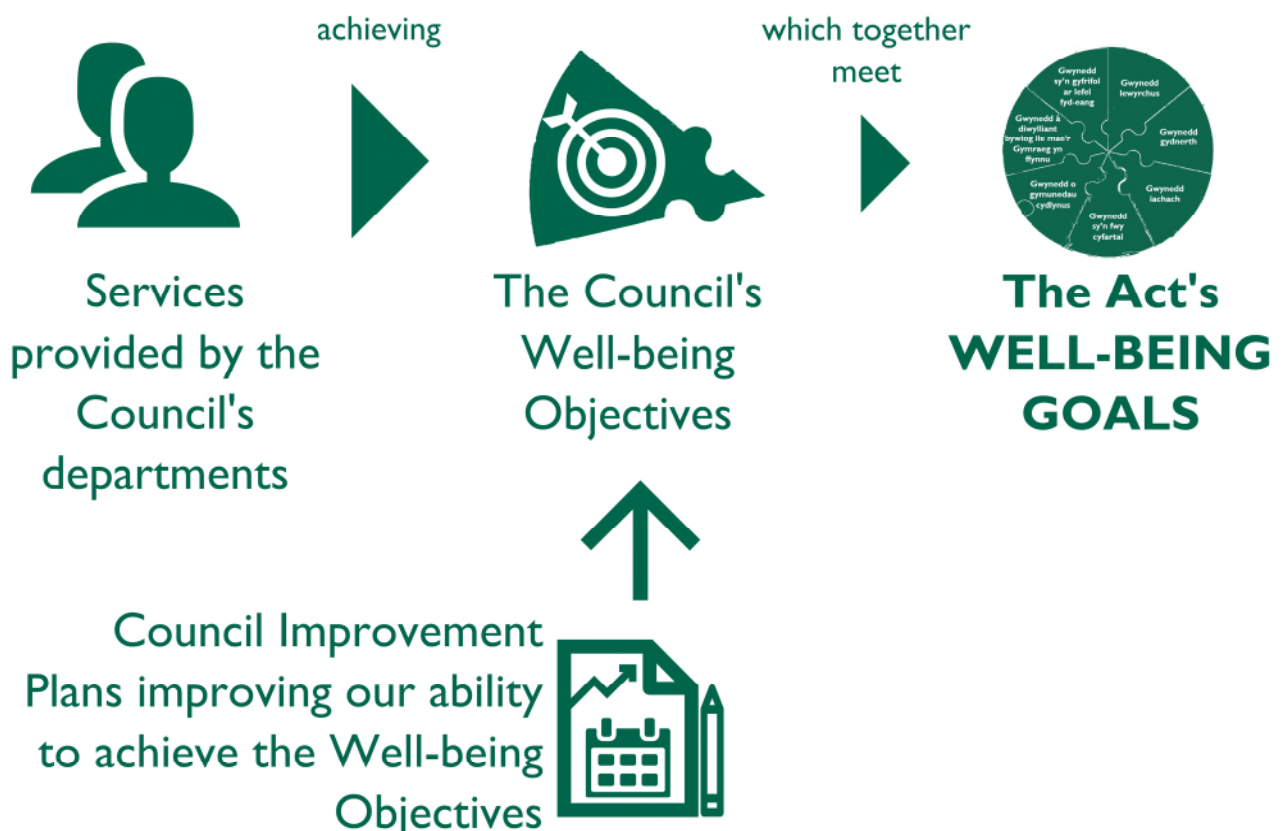 achieving
which together
meet
Services
provided by the
Council's
departments
The Council's
Well-being
Objectives
Gwynedd
sy'n gyfrifol
ar lefel
fyd-eang
Gwynedd
lewyrchus
Gwynedd
gydnerth
Gwynedd
iachach
Gwynedd
sy'n fwy
cyfartal
Gwynedd o
gymunedau
cydlynus
Gwynedd â
diwylliant
bywiog lle mae'r
Gymraeg yn
ffynnu
The Act's
WELL-BEING
GOALS
Council Improvement
Plans improving our ability
to achieve the Well-being
Objectives